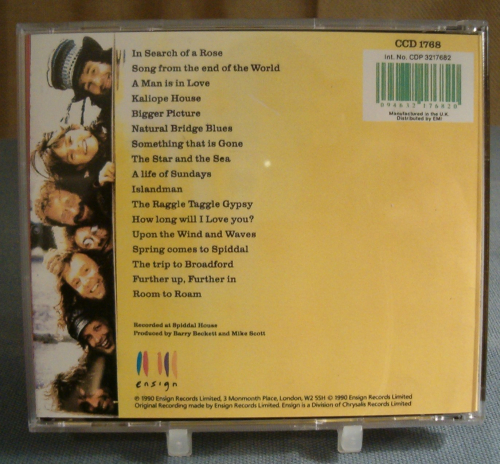 CCD 1768
Int. No. CDP 3217682
Manufactured in the U.K.
Distributed by EMI
In Search of a Rose
Song from the end of the World
A Man is in Love
Kaliope House
Bigger Picture
Natural Bridge Blues
Something that is Gone
The Star and the Sea
A life of Sundays
Islandman
The Raggle Taggle Gypsy
How long will I Love you?
Upon the Wind and Waves
Spring comes to Spiddal
The trip to Broadford
Further up, Further in
Room to Roam
Recorded at Spiddal House
Produced by Barry Beckett and Mike Scott
ensign
℗ 1990 Ensign Records Limited, 3 Monmouth Place, London, W2 5SH © 1990 Ensign Records Limited
Original Recording made by Ensign Records Limited. Ensign is a Division of Chrysalis Records Limited